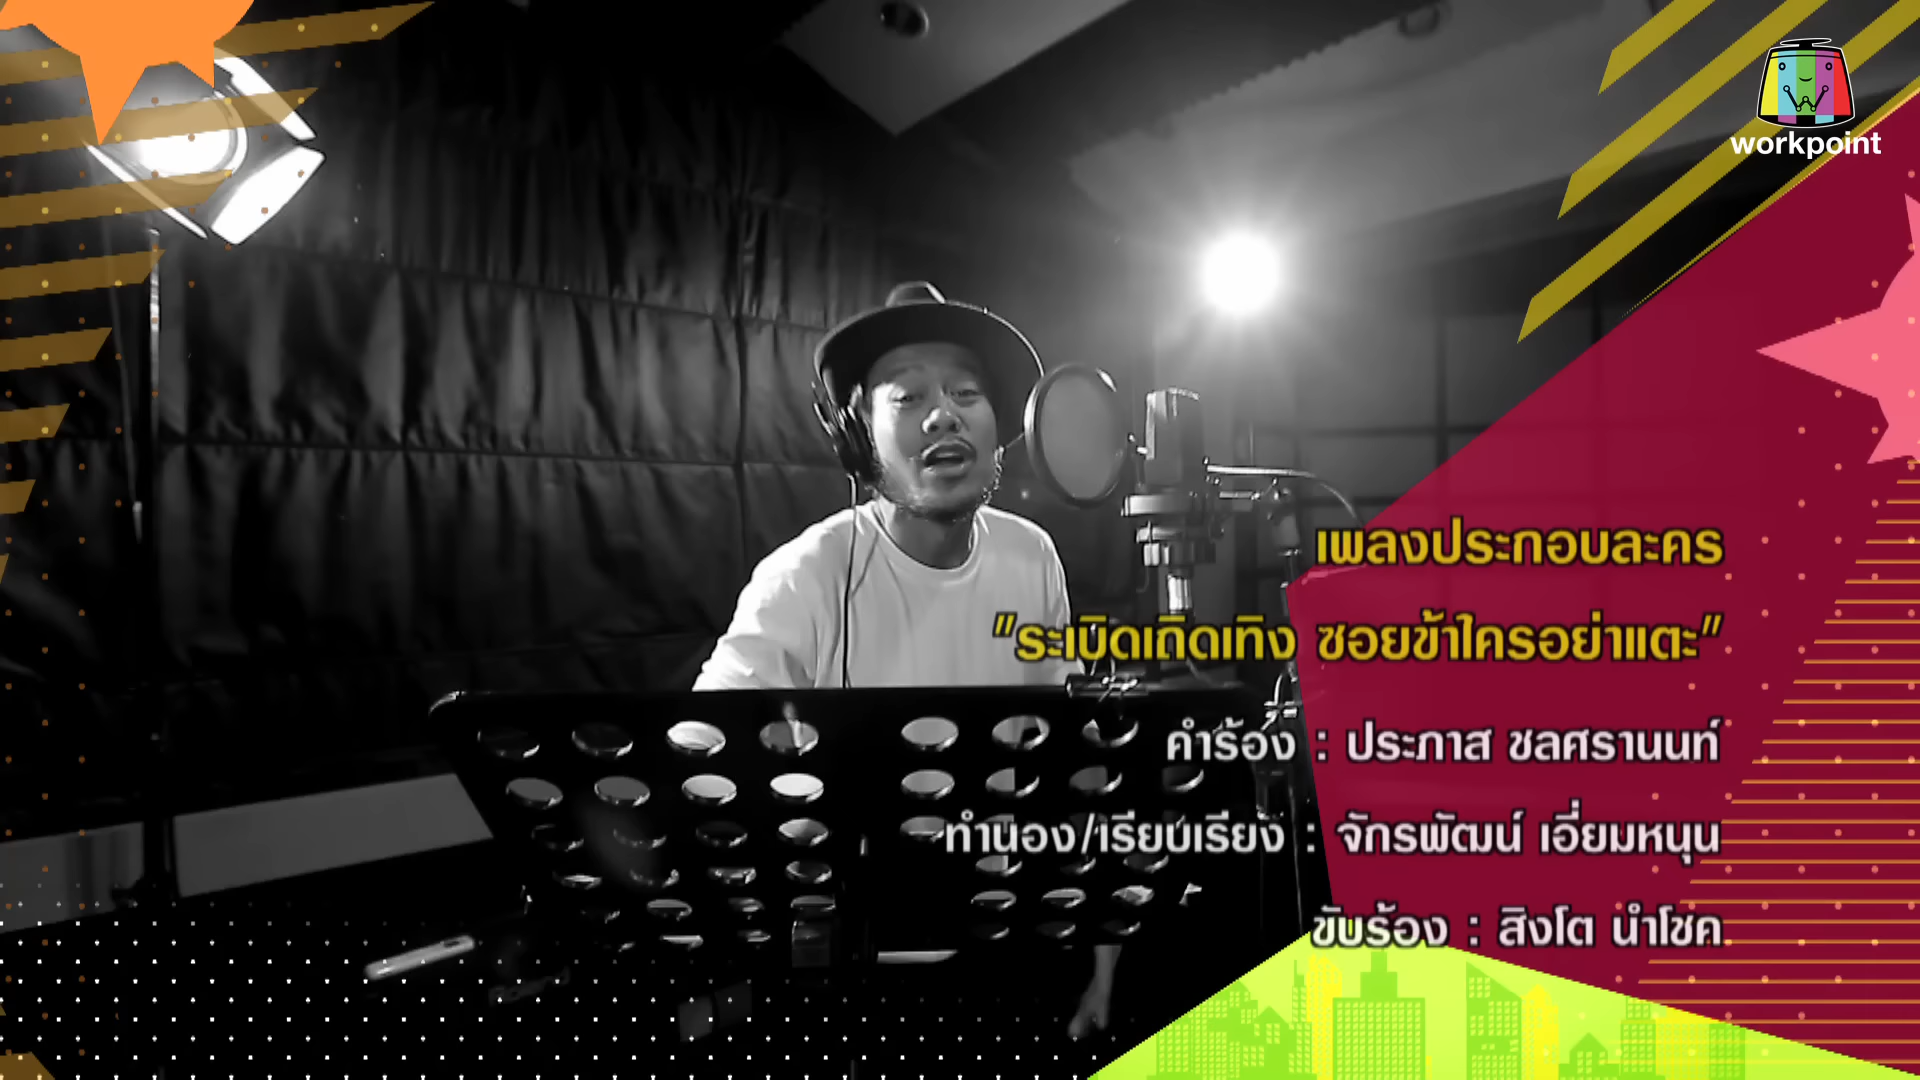 workpoint
เพลงประกอบละคร
"ระเบิดเถิดเทิง ซอยข้าใครอย่าแตะ"
คำร้อง : ประภาส ชลศรานนท์
ทำนอง/เรียบเรียง : จักรพัฒน์ เอี่ยมหนุน
ขับร้อง : สิงโต นำโชค